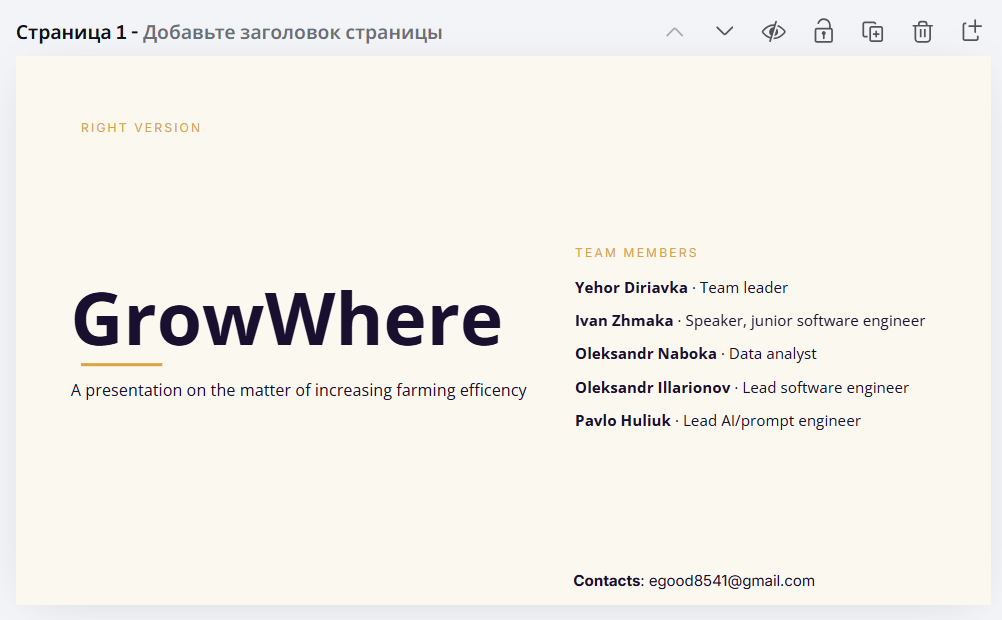 Страница 1 - Добавьте заголовок страницы
RIGHT VERSION
GrowWhere
A presentation on the matter of increasing farming efficency
TEAM MEMBERS
Yehor Diriavka · Team leader
Ivan Zhmaka · Speaker, junior software engineer
Oleksandr Naboka · Data analyst
Oleksandr Illarionov · Lead software engineer
Pavlo Huliuk · Lead AI/prompt engineer
Contacts: egood8541@gmail.com